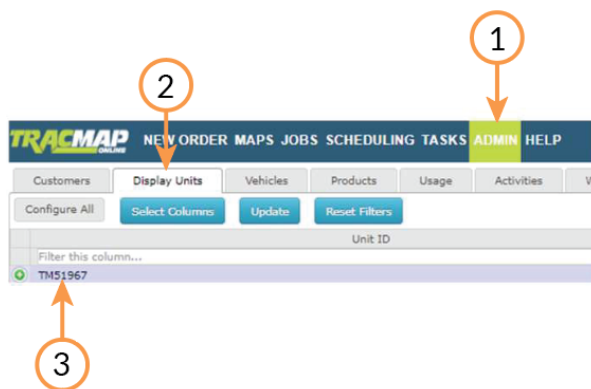 1
2
TRACMAP ONLINE NEW ORDER MAPS JOBS SCHEDULING TASKS ADMIN HELP
Customers Display Units Vehicles Products Usage Activities
Configure All Select Columns Update Reset Filters
Unit ID
Filter this column...
TM51967
3